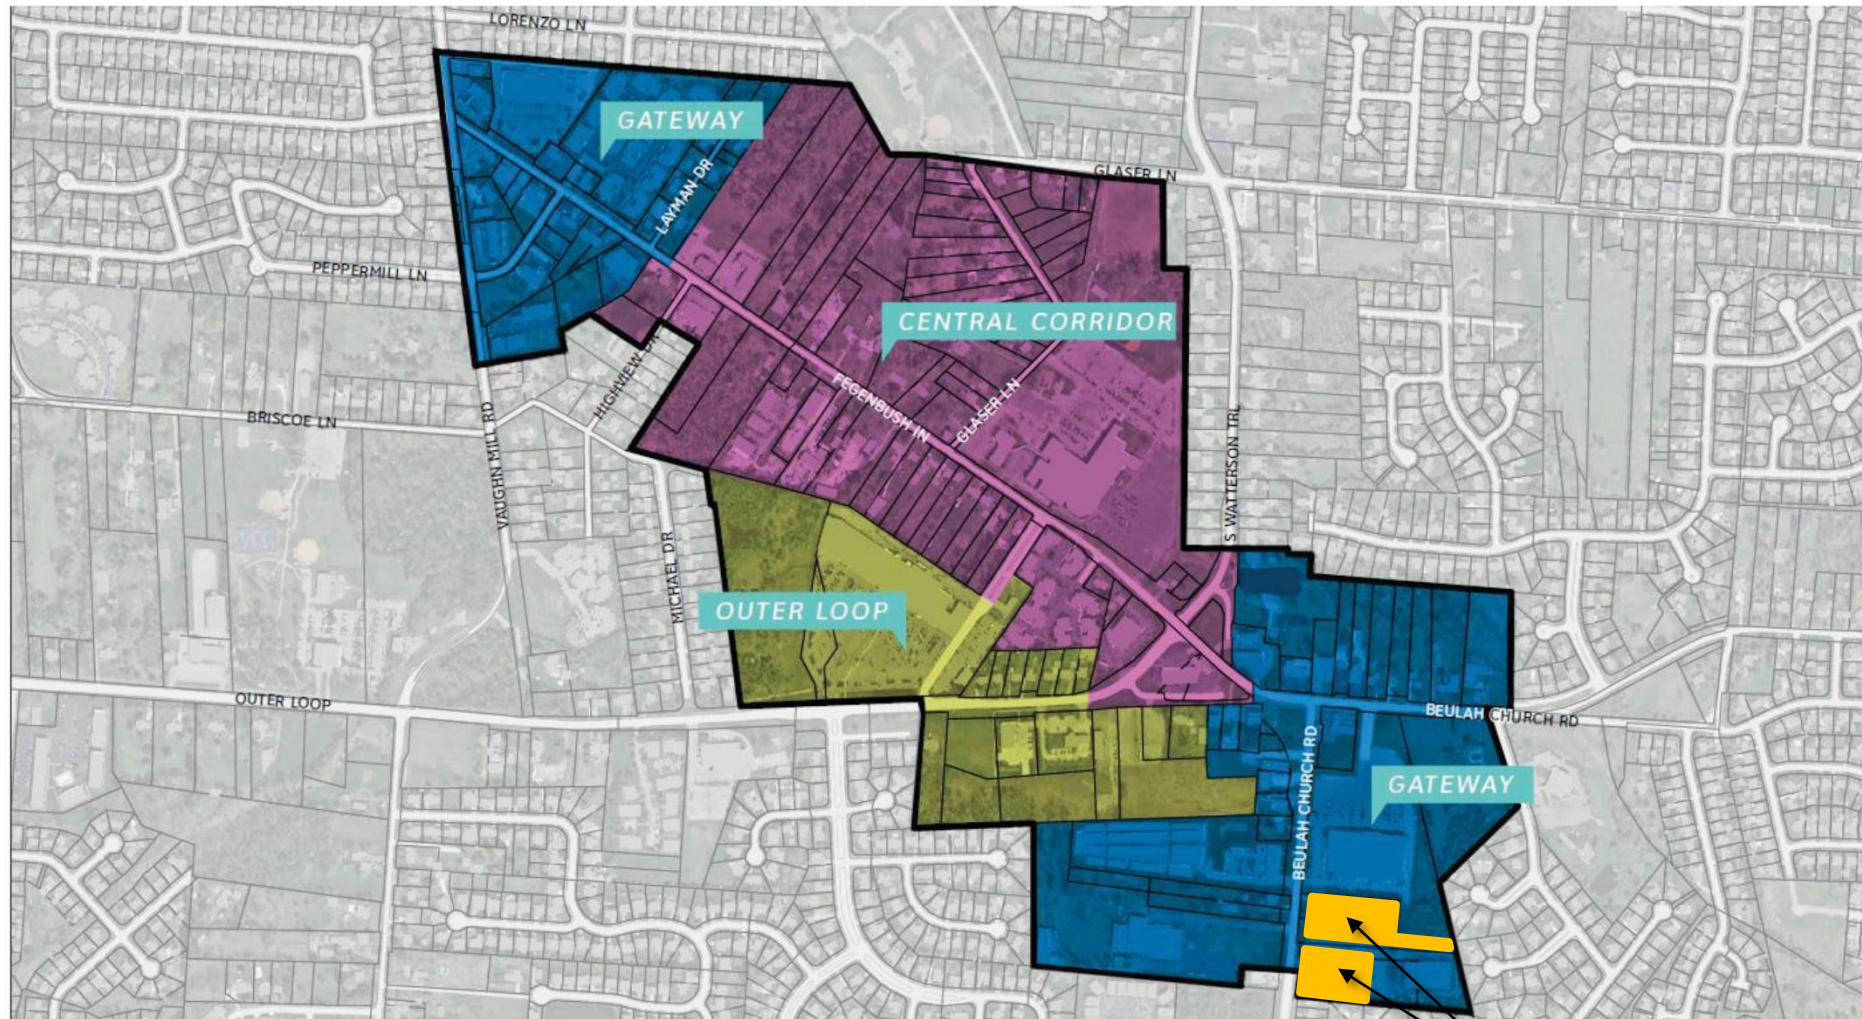 LORENZO LN
GATEWAY
LAYMAN DR
GLASER LN
PEPPERMILL LN
CENTRAL CORRIDOR
HIGHVIEW DR
FEGENBUSH LN
GLASER LN
BRISCOE LN
VAUGHN MILL RD
S WATTERSON TRL
MICHAEL DR
OUTER LOOP
OUTER LOOP
BEULAH CHURCH RD
BEULAH CHURCH RD
GATEWAY